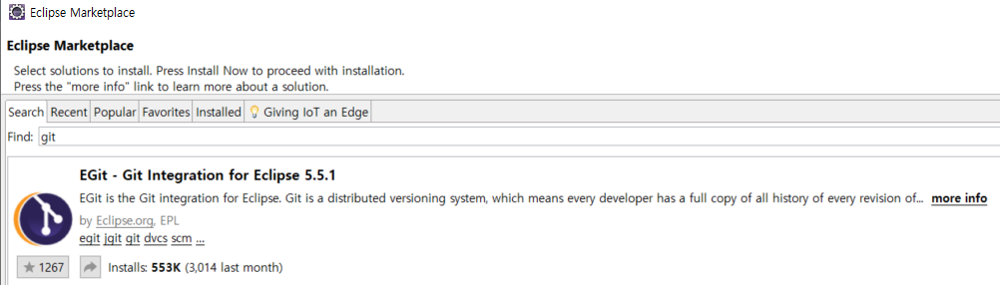 Eclipse Marketplace
Eclipse Marketplace
Select solutions to install. Press Install Now to proceed with installation.
Press the "more info" link to learn more about a solution.
Search Recent Popular Favorites Installed Giving IoT an Edge
Find: git
EGit - Git Integration for Eclipse 5.5.1
EGit is the Git integration for Eclipse. Git is a distributed versioning system, which means every developer has a full copy of all history of every revision of... more info
by Eclipse.org, EPL
egit jgit git dvcs scm ...
1267 Installs: 553K (3,014 last month)